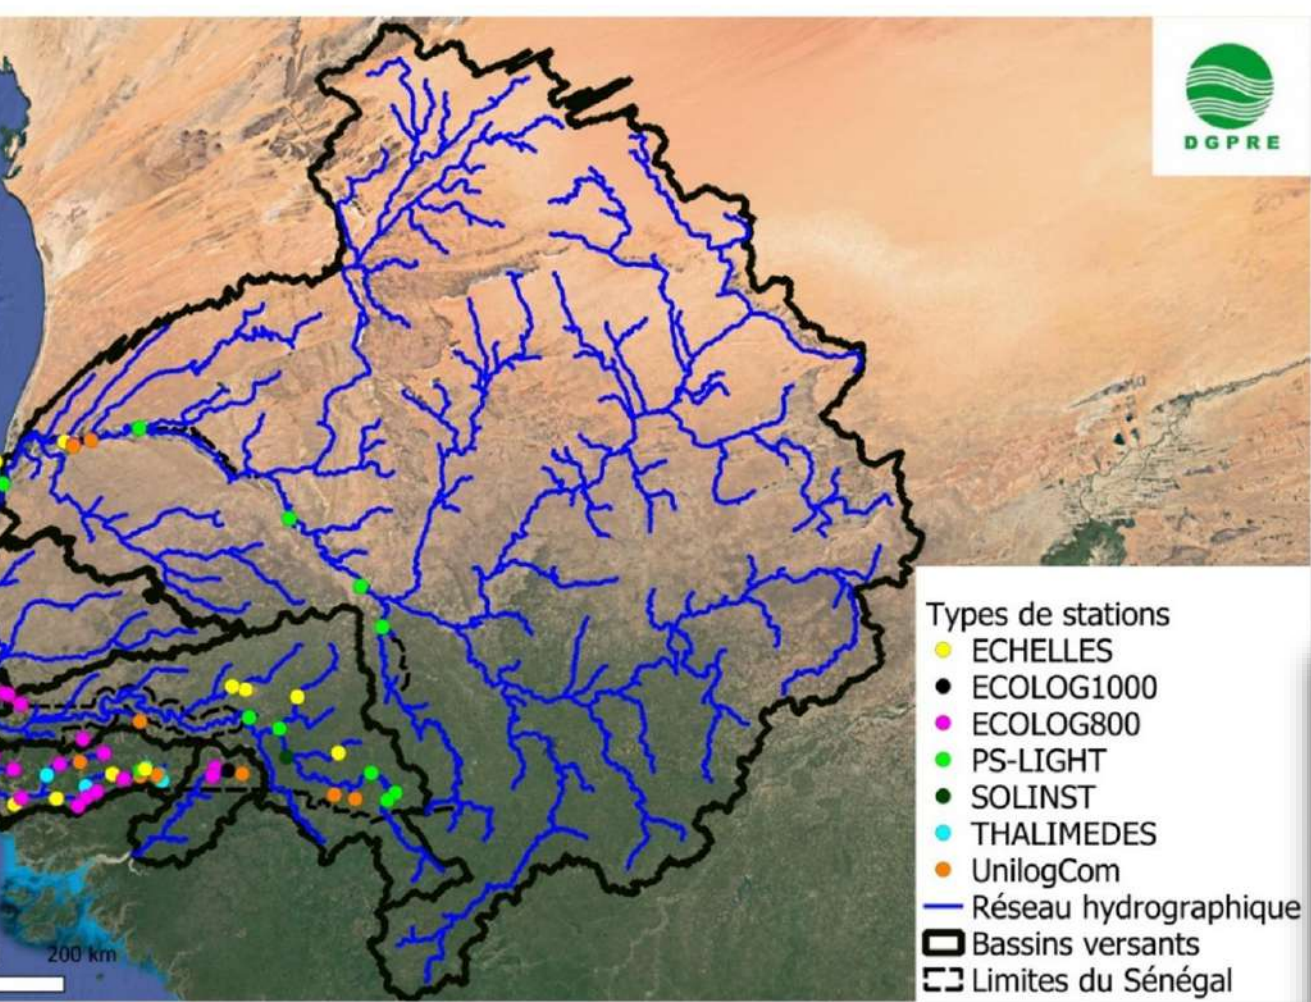 DGPRE
Types de stations
ECHELLES
ECOLOG1000
ECOLOG800
PS-LIGHT
SOLINST
THALIMEDES
UnilogCom
Réseau hydrographique
Bassins versants
Limites du Sénégal
200 km